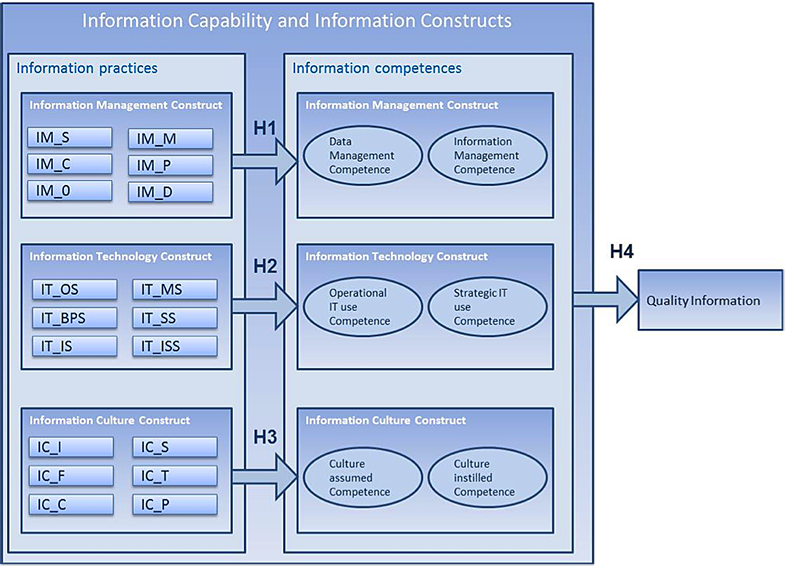 Information Capability and Information Constructs
Information practices
Information Management Construct
IM_S
IM_M
IM_C
IM_P
IM_0
IM_D
Information Technology Construct
IT_OS
IT_MS
IT_BPS
IT_SS
IT_IS
IT_ISS
Information Culture Construct
IC_I
IC_S
IC_F
IC_T
IC_C
IC_P
H1
H2
H3
Information competences
Information Management Construct
Data
Management
Competence
Information
Management
Competence
Information Technology Construct
Operational
IT use
Competence
Strategic IT
use
Competence
Information Culture Construct
Culture
assumed
Competence
Culture
instilled
Competence
H4
Quality Information